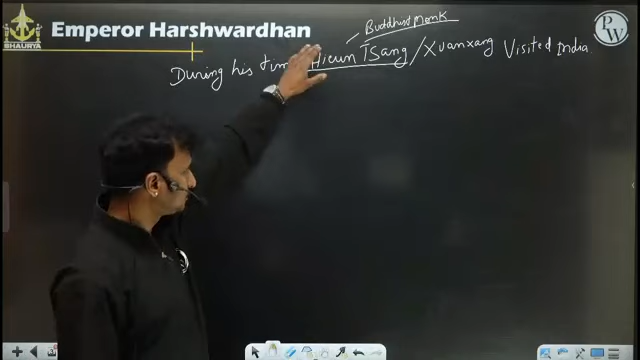 Emperor Harshwardhan
Buddhist monk
During his time Hieun TSang/Xuanxang Visited India.
SHAURYA
PW